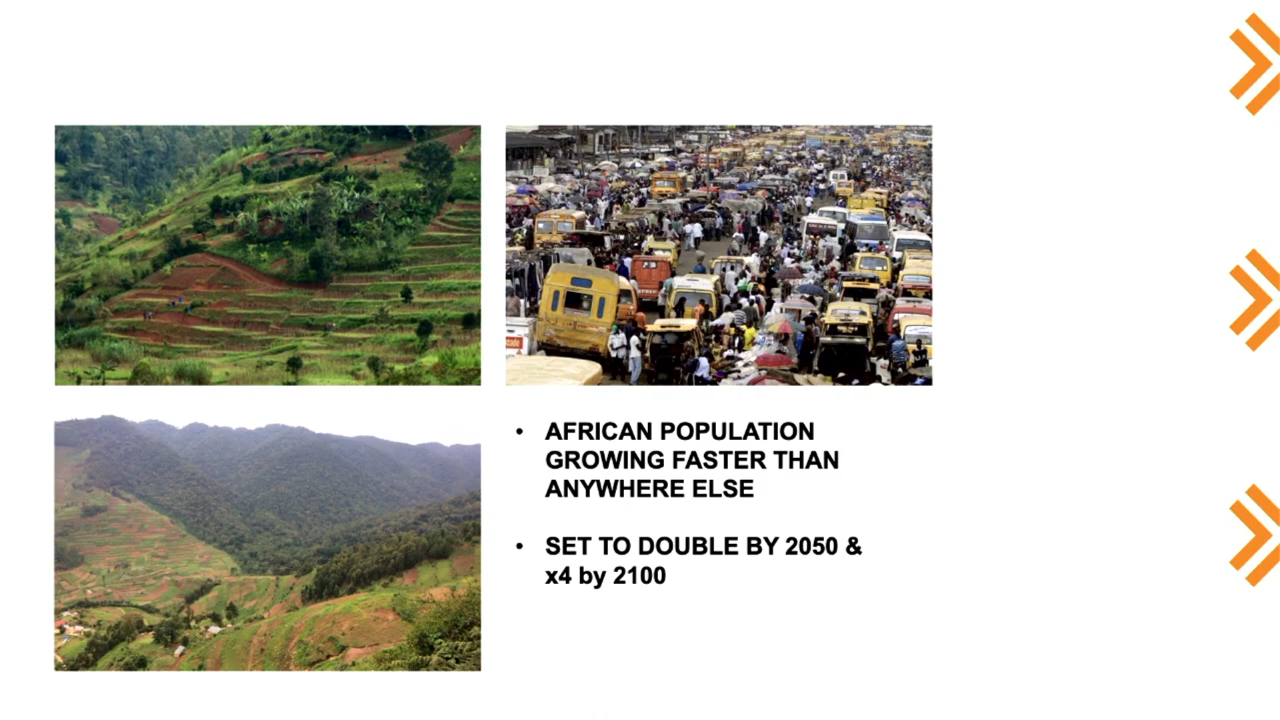 • AFRICAN POPULATION
GROWING FASTER THAN
ANYWHERE ELSE
• SET TO DOUBLE BY 2050 &
x4 by 2100